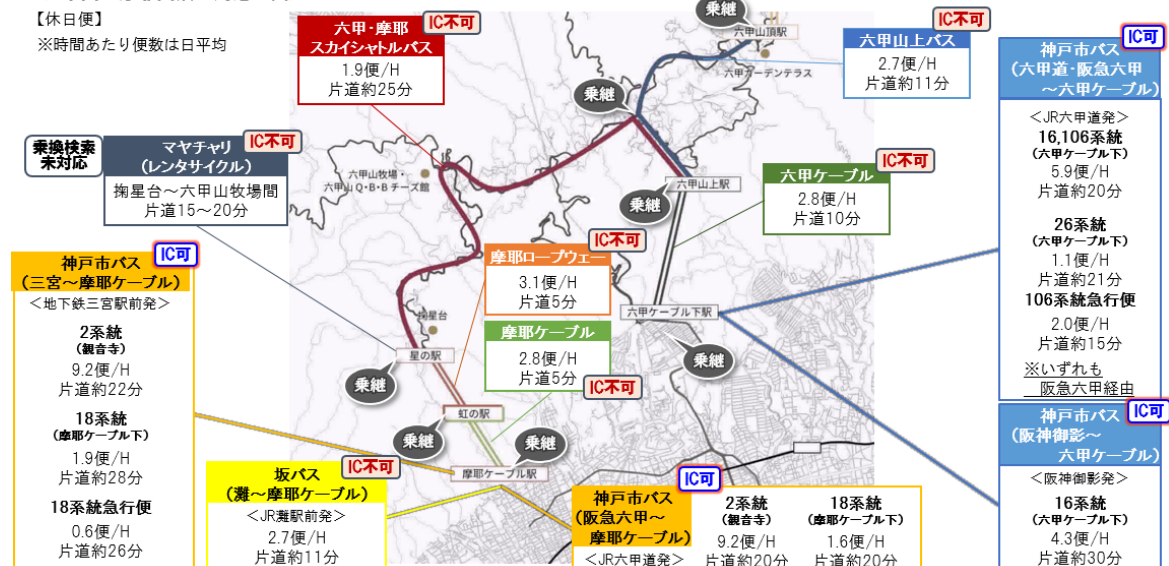 【休日便】
※時間あたり便数は日平均
IC不可
六甲・摩耶
スカイシャトルバス
1.9便/H
片道約25分
乗継
六甲山頂駅
六甲ガーデンテラス
六甲山上バス
IC不可
2.7便/H
片道約11分
IC可
神戸市バス
(六甲道・阪急六甲
～六甲ケーブル)
＜JR六甲道発＞
16,106系統
(六甲ケーブル下)
5.9便/H
片道約20分
26系統
(六甲ケーブル下)
1.1便/H
片道約21分
106系統急行便
2.0便/H
片道約15分
※いずれも
阪急六甲経由
乗継
乗換検索
未対応
マヤチャリ
(レンタサイクル)
IC不可
掬星台～六甲山牧場間
片道15～20分
六甲山牧場・
六甲山Q・B・Bチーズ館
六甲山上駅
乗継
六甲ケーブル
IC不可
2.8便/H
片道10分
摩耶ロープウェー
IC不可
3.1便/H
片道5分
六甲ケーブル下駅
乗継
摩耶ケーブル
2.8便/H
片道5分
IC不可
掬星台
星の駅
乗継
虹の駅
乗継
乗継
摩耶ケーブル駅
神戸市バス
IC可
(三宮～摩耶ケーブル)
＜地下鉄三宮駅前発＞
2系統
(観音寺)
9.2便/H
片道約22分
18系統
(摩耶ケーブル下)
1.9便/H
片道約28分
18系統急行便
0.6便/H
片道約26分
坂バス
IC不可
(灘～摩耶ケーブル)
＜JR灘駅前発＞
2.7便/H
片道約11分
IC可
神戸市バス
(阪急六甲～
摩耶ケーブル)
＜JR六甲道発＞
2系統
(観音寺)
9.2便/H
片道約20分
18系統
(摩耶ケーブル下)
1.6便/H
片道約20分
神戸市バス
IC可
(阪神御影～
六甲ケーブル)
＜阪神御影発＞
16系統
(六甲ケーブル下)
4.3便/H
片道約30分